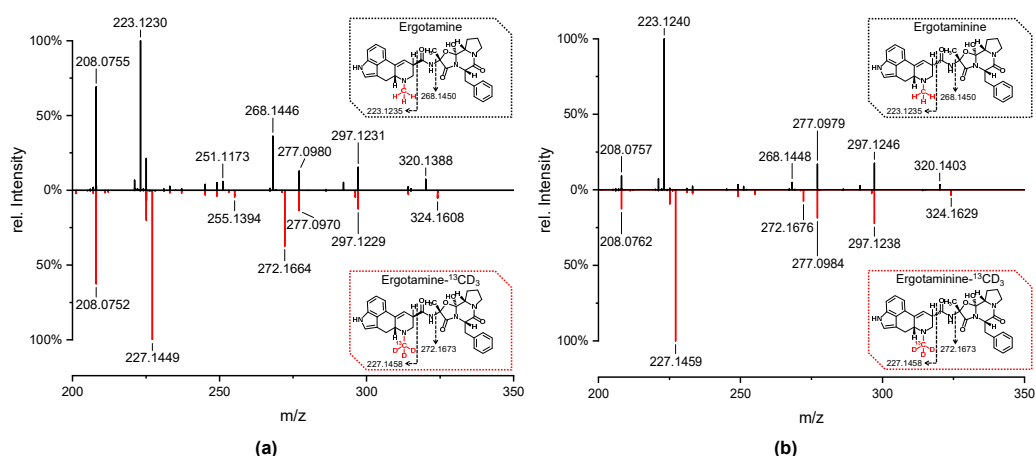 Ergotamine
HO
CH3
O
O
N
N
H
O
N
O
HN
H
N
H C H
H
268.1450
223.1235
223.1230
208.0755
268.1446
251.1173
277.0980
297.1231
320.1388
100%
50%
0%
50%
100%
rel. Intensity
255.1394
277.0970
324.1608
297.1229
272.1664
208.0752
227.1449
Ergotamine-13CD3
13C
D D
D
272.1673
227.1458
200 250 300 350
m/z
(a)
Ergotaminine
268.1450
223.1235
223.1240
208.0757
268.1448
277.0979
297.1246
320.1403
100%
50%
0%
50%
100%
rel. Intensity
324.1629
272.1676
297.1238
208.0762
277.0984
227.1459
Ergotaminine-13CD3
13C
D D
D
272.1673
227.1458
200 250 300 350
m/z
(b)